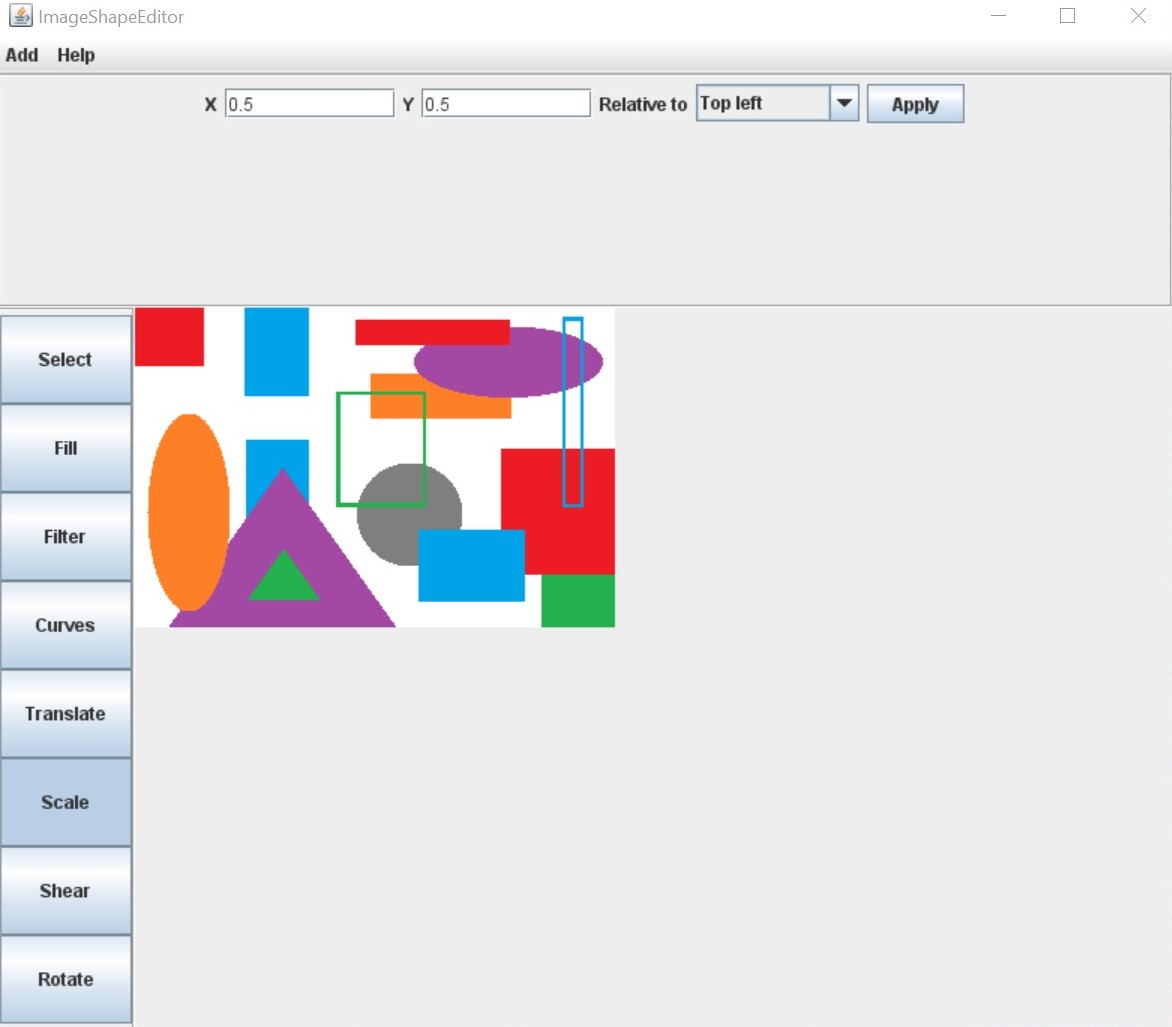 ImageShapeEditor
Add Help
X 0.5 Y 0.5 Relative to Top left Apply
Select
Fill
Filter
Curves
Translate
Scale
Shear
Rotate